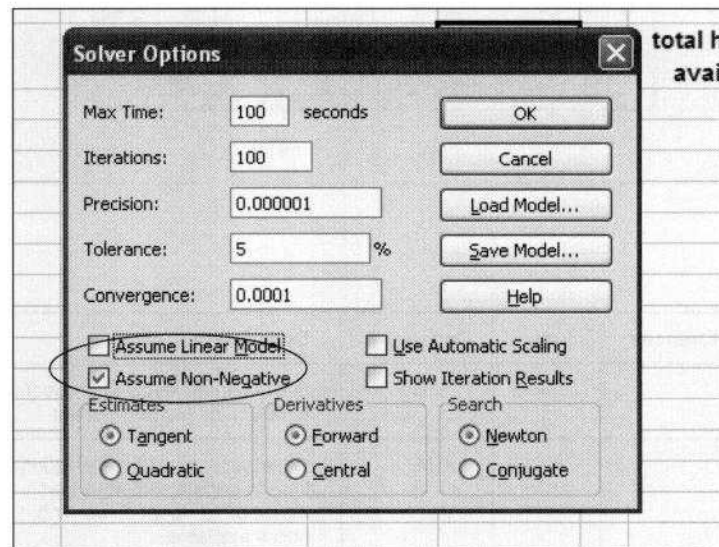 total h
avai
Solver Options
Max Time: 100 seconds
OK
Iterations: 100
Cancel
Precision: 0.000001
Load Model...
Tolerance: 5 %
Save Model...
Convergence: 0.0001
Help
Assume Linear Model
Use Automatic Scaling
Assume Non-Negative
Show Iteration Results
Estimates
Derivatives
Search
Tangent
Forward
Newton
Quadratic
Central
Conjugate